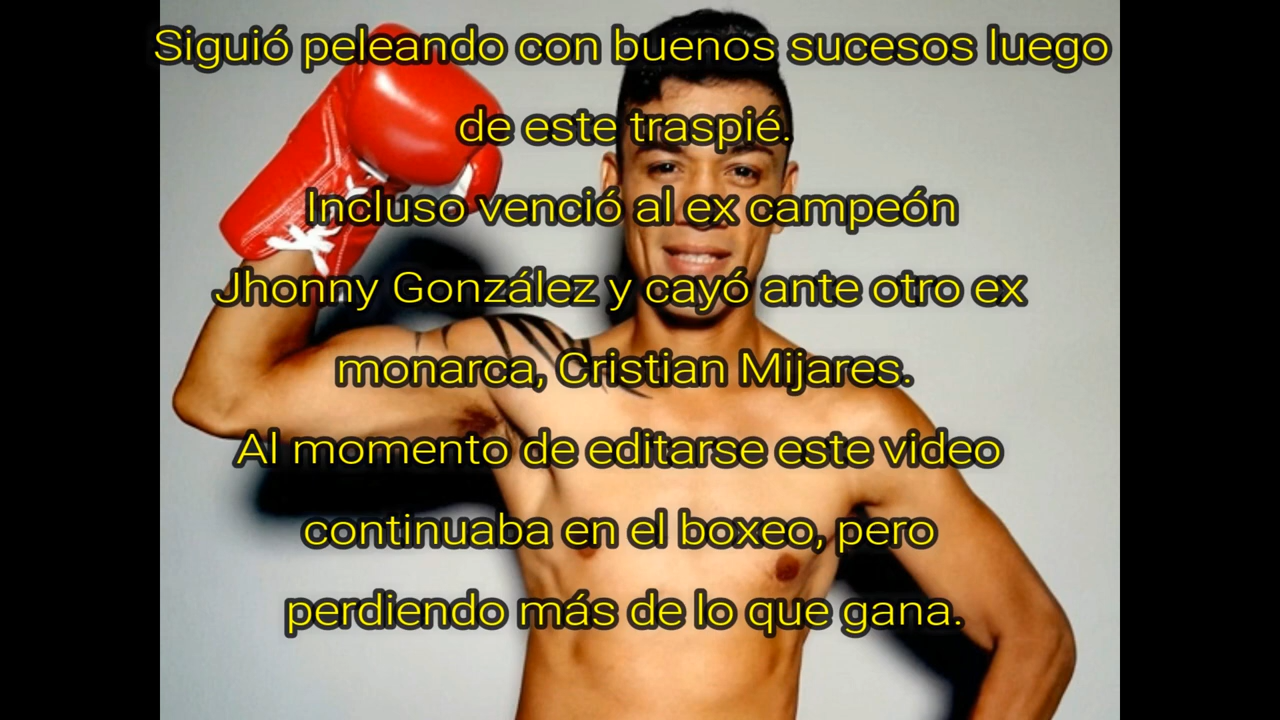 Siguió peleando con buenos sucesos luego
de este traspié.
Incluso venció al ex campeón
Jhonny González y cayó ante otro ex
monarca, Cristian Mijares.
Al momento de editarse este video
continuaba en el boxeo, pero
perdiendo más de lo que gana.